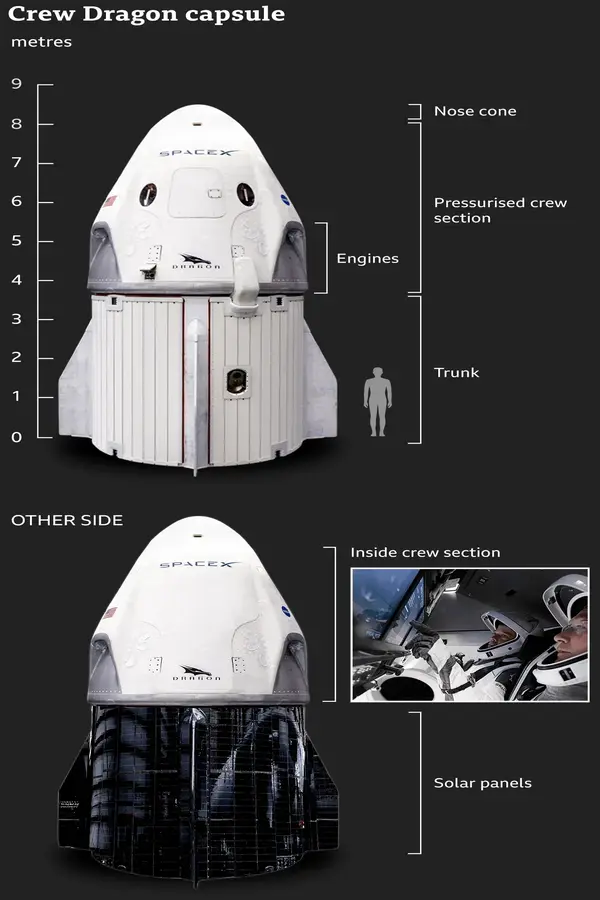 Crew Dragon capsule
metres
9
8
7
6
5
4
3
2
1
0
Nose cone
SPACEX
Pressurised crew
section
Engines
DRAGON
Trunk
OTHER SIDE
SPACEX
Inside crew section
DRAGON
Solar panels